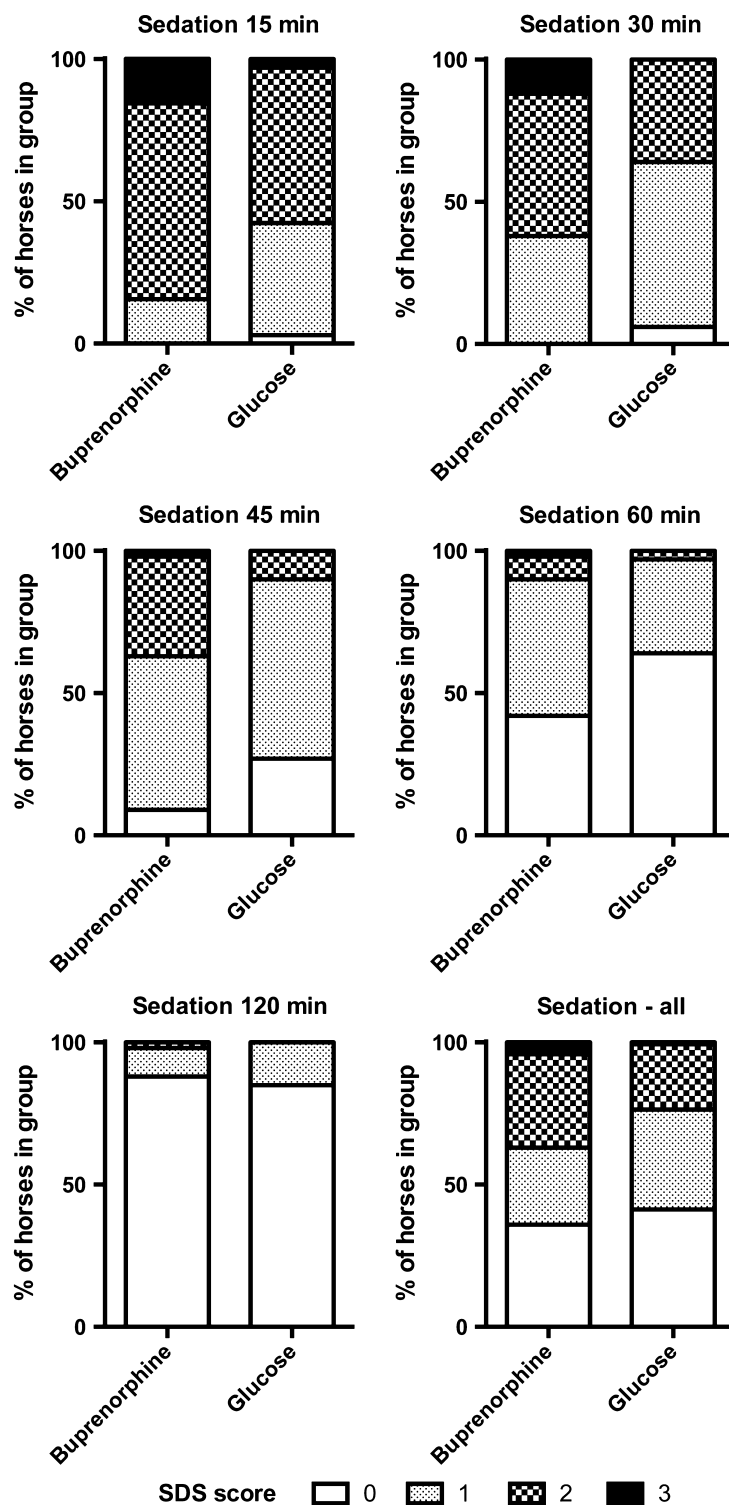 Sedation 15 min
% of horses in group
100
50
0
Buprenorphine
Glucose
Sedation 30 min
% of horses in group
100
50
0
Buprenorphine
Glucose
Sedation 45 min
% of horses in group
100
50
0
Buprenorphine
Glucose
Sedation 60 min
% of horses in group
100
50
0
Buprenorphine
Glucose
Sedation 120 min
% of horses in group
100
50
0
Buprenorphine
Glucose
Sedation - all
% of horses in group
100
50
0
Buprenorphine
Glucose
SDS score 0 1 2 3